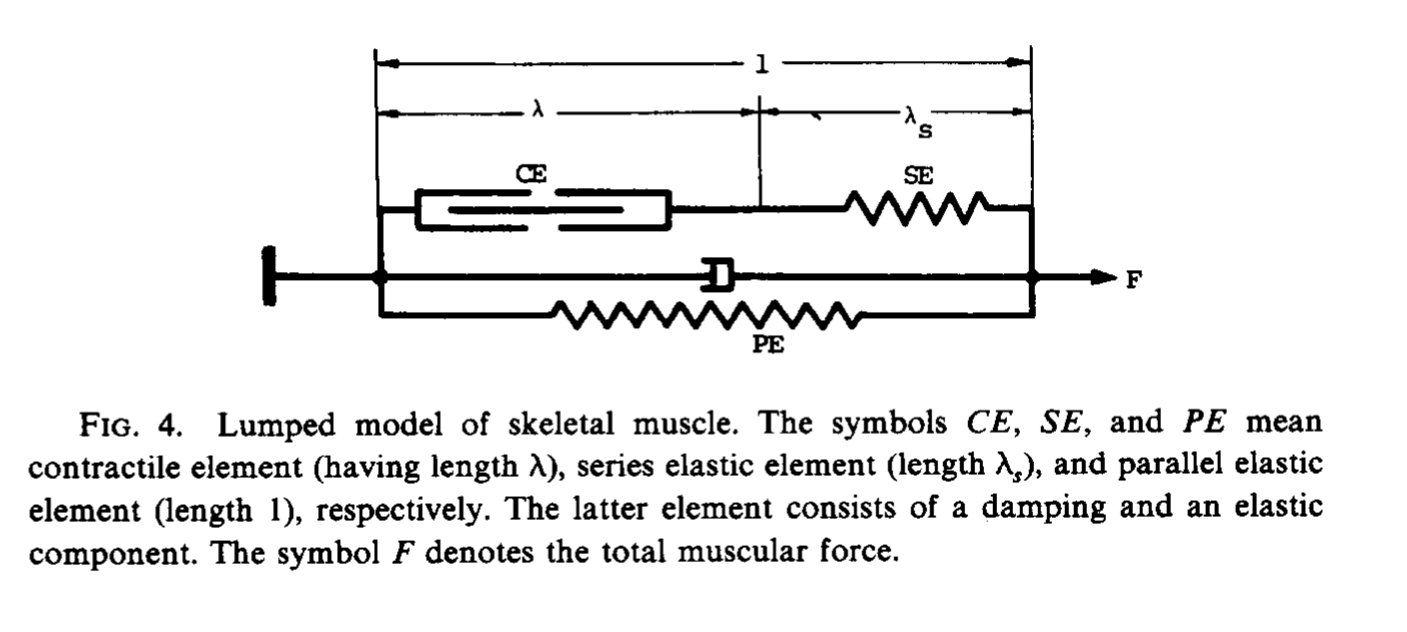 l
λ
λs
CE
SE
F
PE
FIG. 4. Lumped model of skeletal muscle. The symbols CE, SE, and PE mean
contractile element (having length λ), series elastic element (length λs), and parallel elastic
element (length l), respectively. The latter element consists of a damping and an elastic
component. The symbol F denotes the total muscular force.